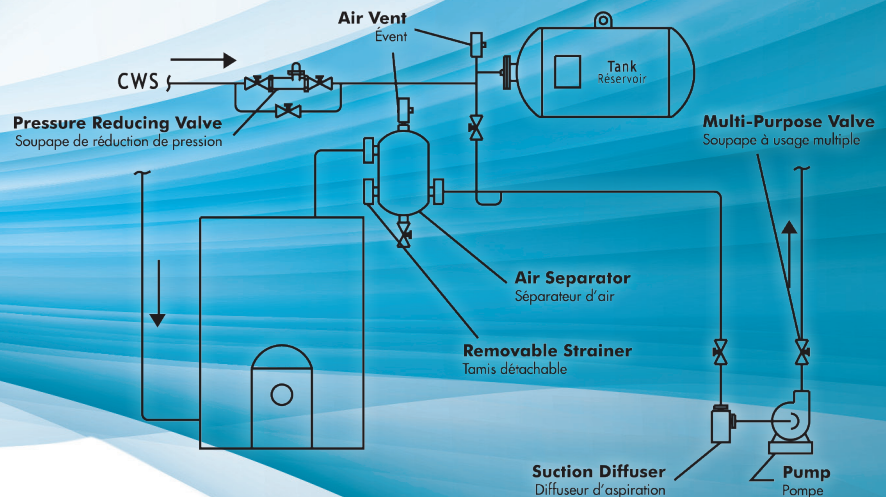 Air Vent
Évent
CWS
Tank
Réservoir
Pressure Reducing Valve
Soupape de réduction de pression
Multi-Purpose Valve
Soupape à usage multiple
Air Separator
Séparateur d'air
Removable Strainer
Tamis détachable
Suction Diffuser
Diffuseur d'aspiration
Pump
Pompe